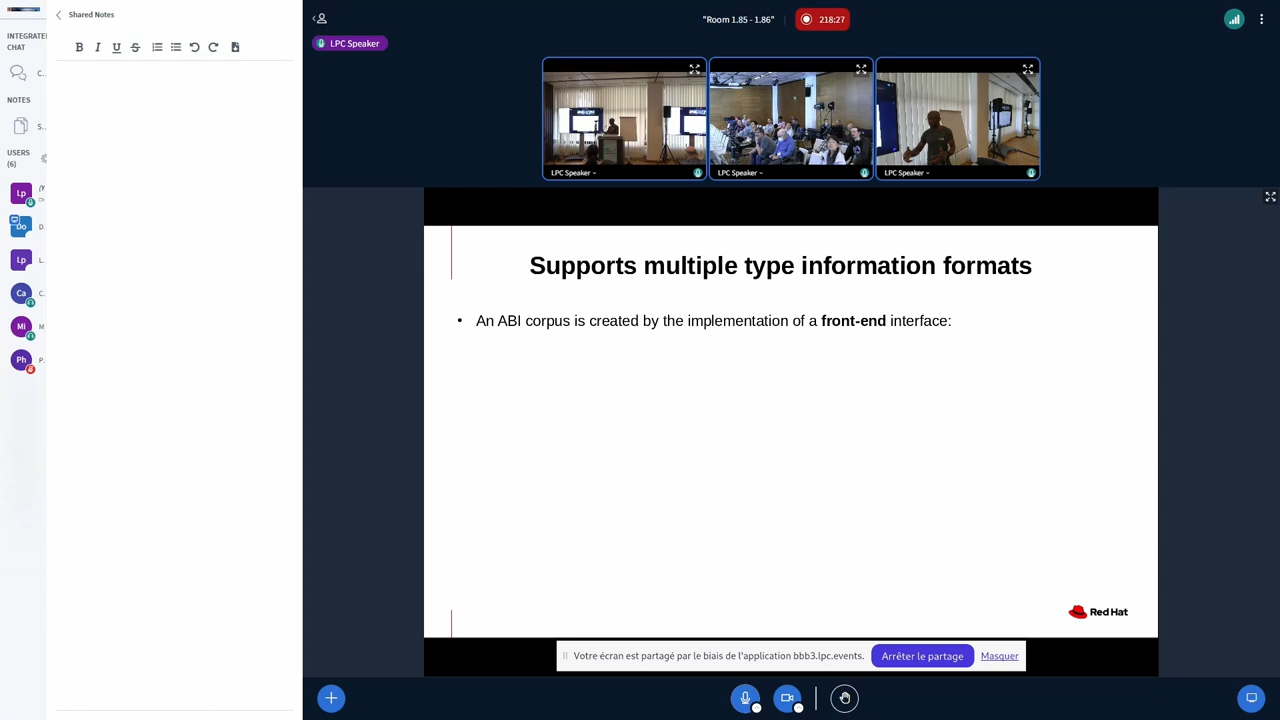 Shared Notes
INTEGRATE
CHAT
C..
NOTES
S..
USERS
(6)
Lp
Do
D.
Lp
L.
Ca
C.
Mi
M
Ph
P.
"Room 1.85 - 1.86"
218:27
LPC Speaker
LPC Speaker
LPC Speaker
LPC Speaker
Supports multiple type information formats
• An ABI corpus is created by the implementation of a front-end interface:
Red Hat
Votre écran est partagé par le biais de l'application bbb3.lpc.events.
Arrêter le partage
Masquer